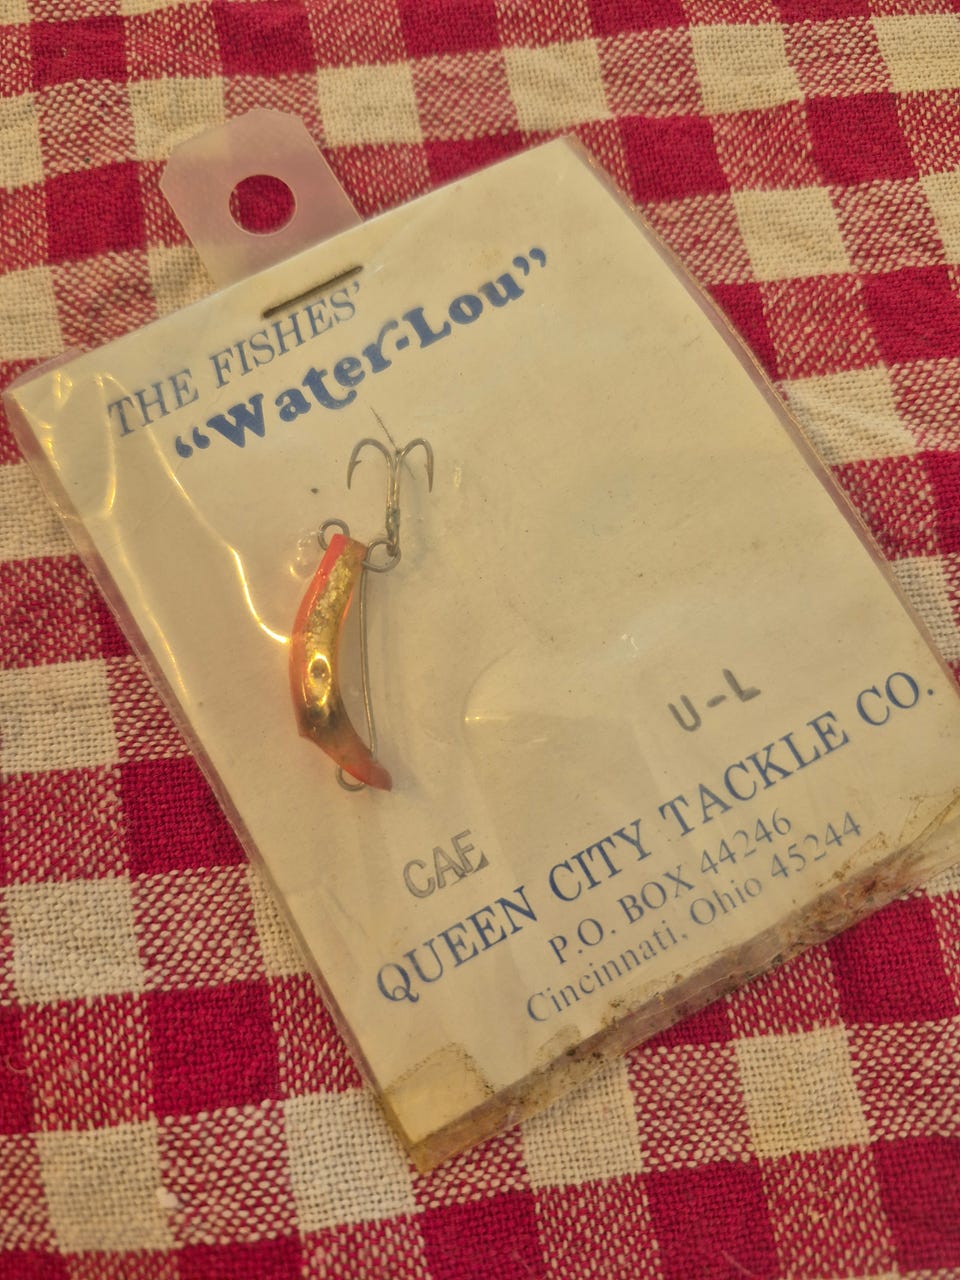 THE FISHES'
“Water-Lou”
U-L
CAE
QUEEN CITY TACKLE CO.
P.O. BOX 44246
Cincinnati, Ohio 45244